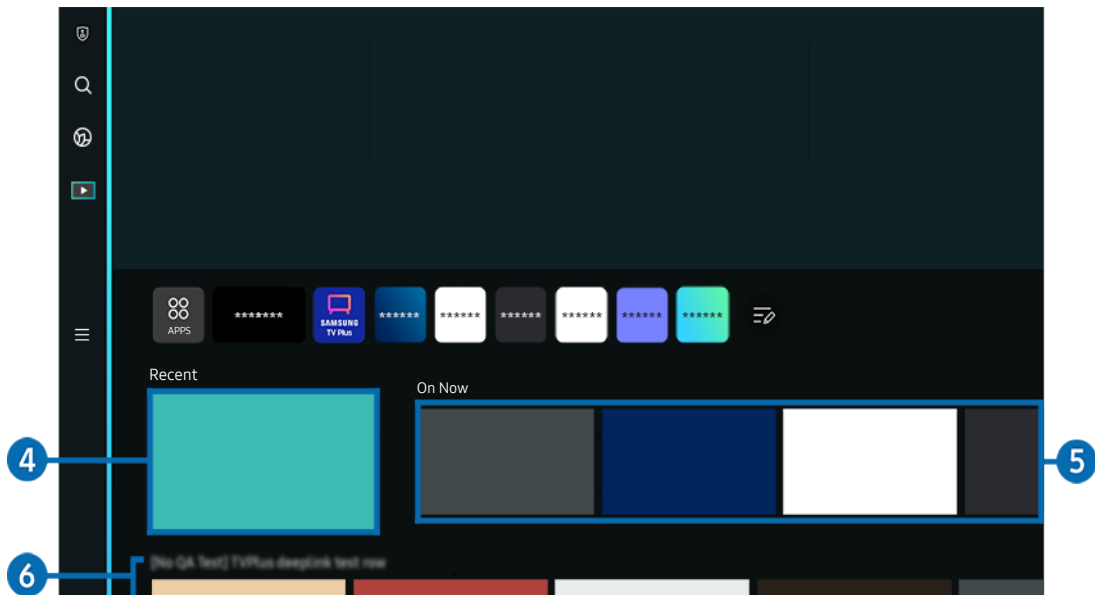 APPS
*******
SAMSUNG
TV Plus
******
******
******
******
******
******
Recent
On Now
4
5
[No QA Test] TVPlus deeplink test row
6